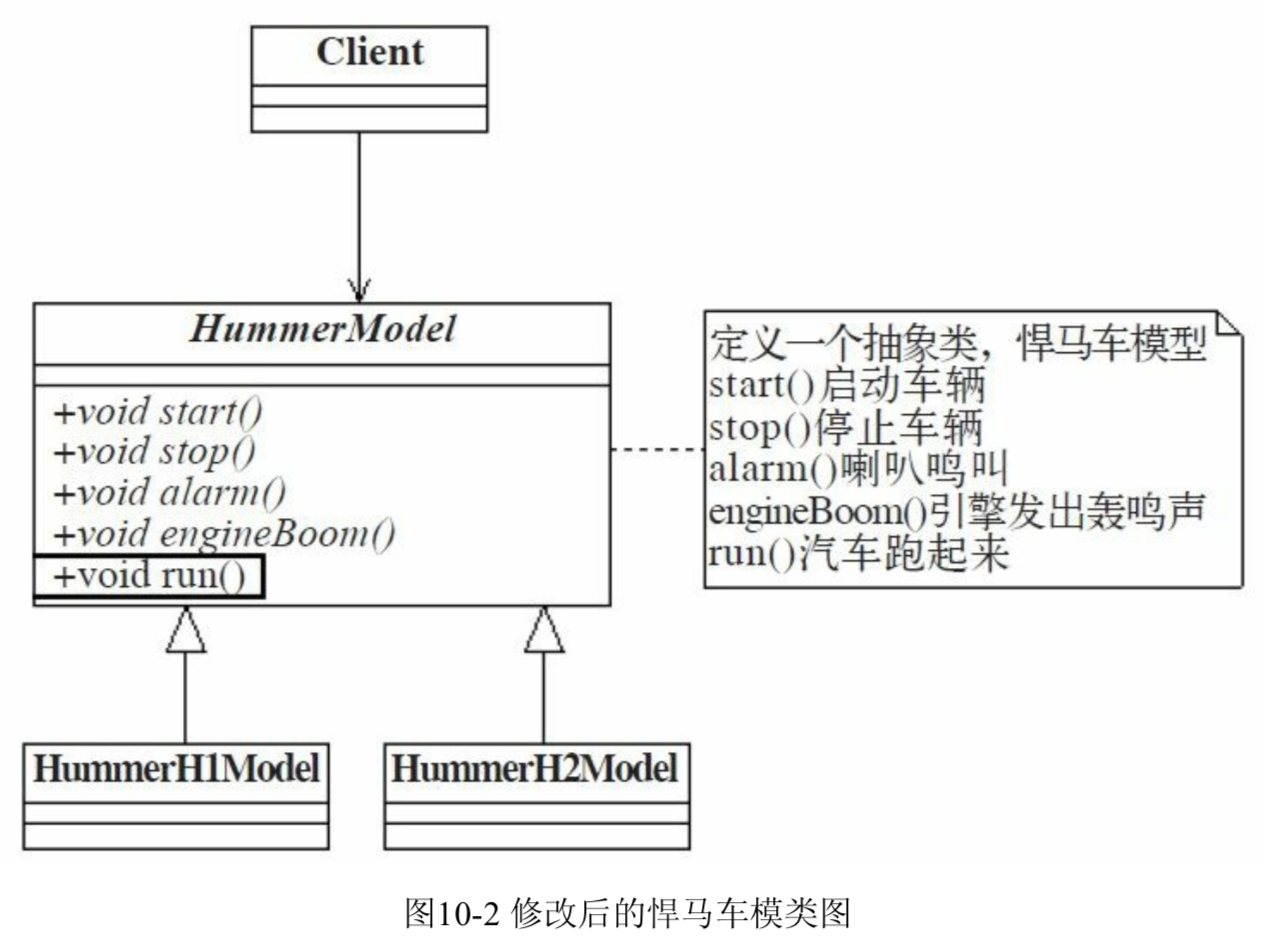 Client
HummerModel
+void start()
+void stop()
+void alarm()
+void engineBoom()
+void run()
定义一个抽象类，悍马车模型
start()启动车辆
stop()停止车辆
alarm()喇叭鸣叫
engineBoom()引擎发出轰鸣声
run()汽车跑起来
HummerH1Model
HummerH2Model
图10-2 修改后的悍马车模类图